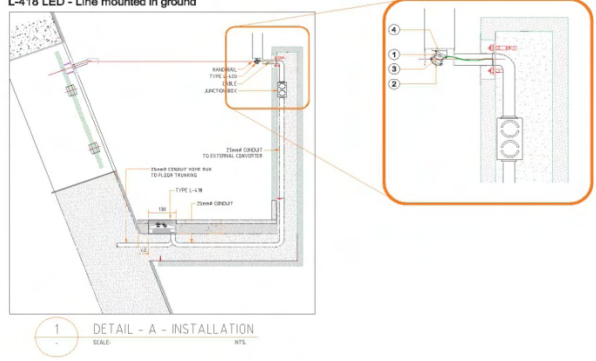 L-418 LED - Line mounted in ground
HANDRAIL
TYPE L-419
CABLE
JUNCTION BOX
25mmø CONDUIT
TO EXTERNAL CONVERTER
25mmø CONDUIT HOME RUN
TO FLOOR TRUNKING
TYPE L-418
25mmø CONDUIT
4
1
3
2
1
DETAIL - A - INSTALLATION
SCALE:
NTS.